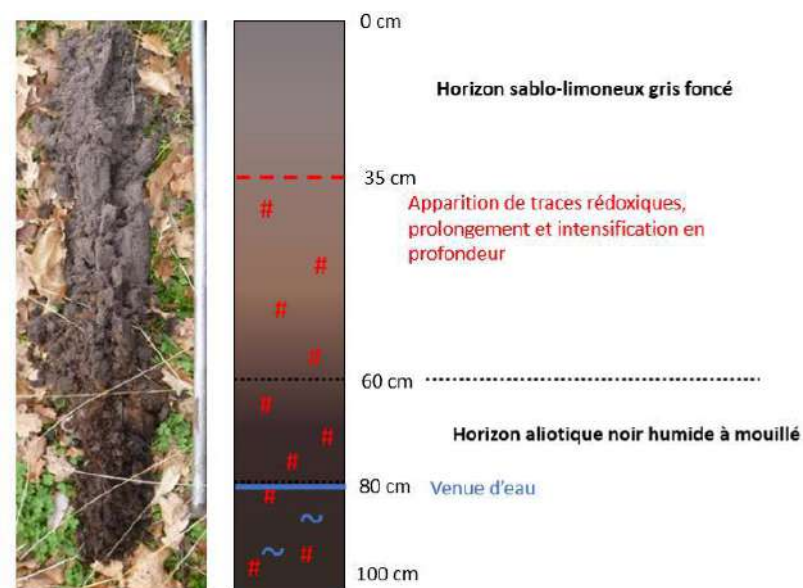 0 cm
Horizon sablo-limoneux gris foncé
35 cm
Apparition de traces rédoxiques,
prolongement et intensification en
profondeur
#
#
#
#
60 cm
#
Horizon aliotique noir humide à mouillé
#
#
80 cm
Venue d'eau
#
~
~
#
#
100 cm